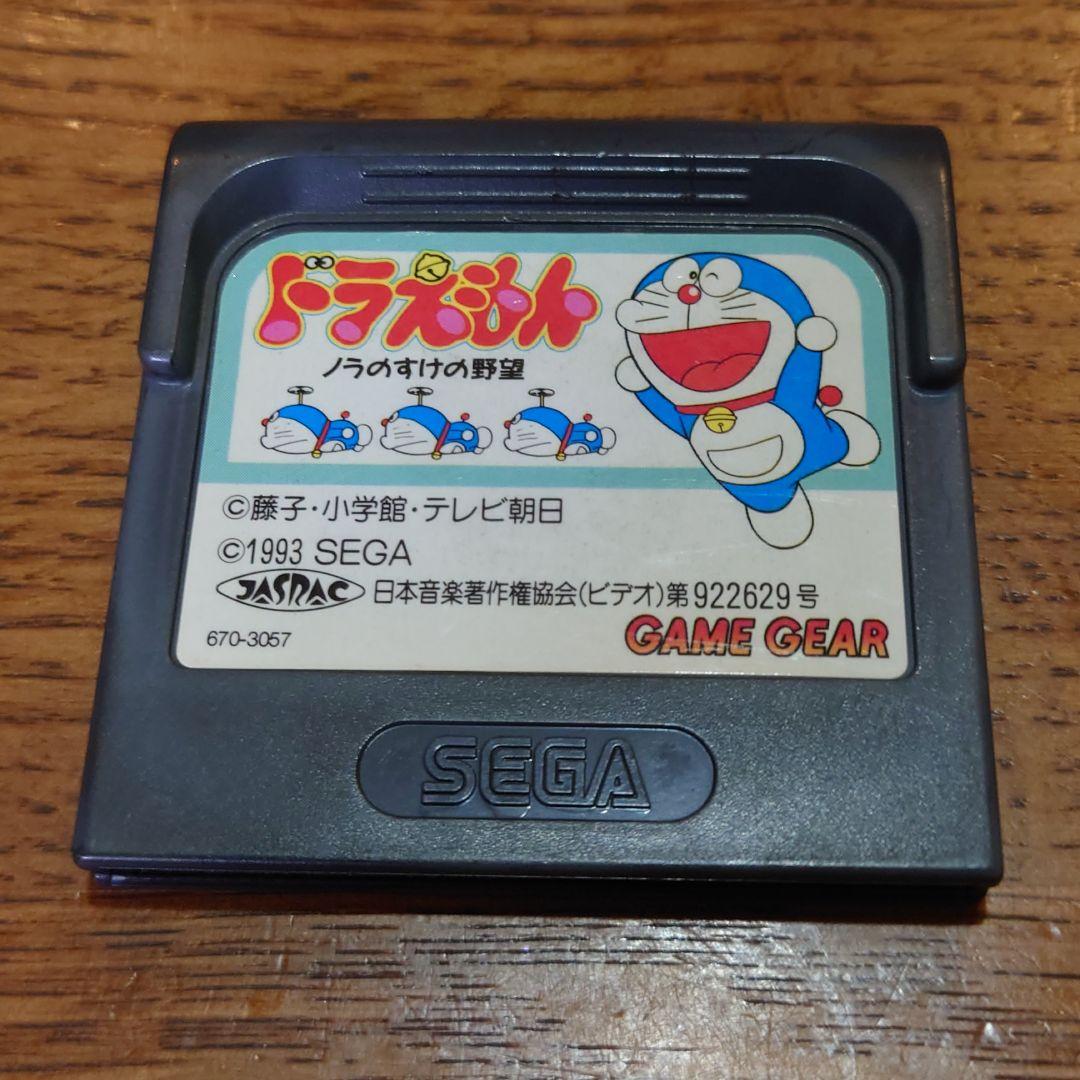 ドラえもん
ノラのすけの野望
©藤子・小学館・テレビ朝日
©1993 SEGA
JASRAC 日本音楽著作権協会(ビデオ)第922629号
670-3057
GAME GEAR
SEGA